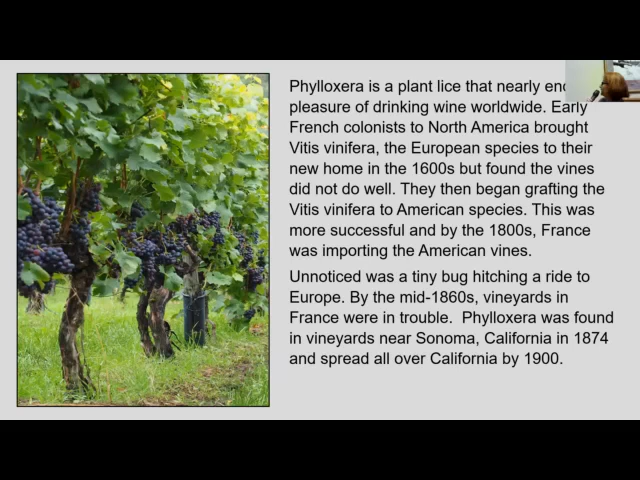 Phylloxera is a plant lice that nearly
pleasure of drinking wine worldwide. Early
French colonists to North America brought
Vitis vinifera, the European species to their
new home in the 1600s but found the vines
did not do well. They then began grafting the
Vitis vinifera to American species. This was
more successful and by the 1800s, France
was importing the American vines.
Unnoticed was a tiny bug hitching a ride to
Europe. By the mid-1860s, vineyards in
France were in trouble. Phylloxera was found
in vineyards near Sonoma, California in 1874
and spread all over California by 1900.